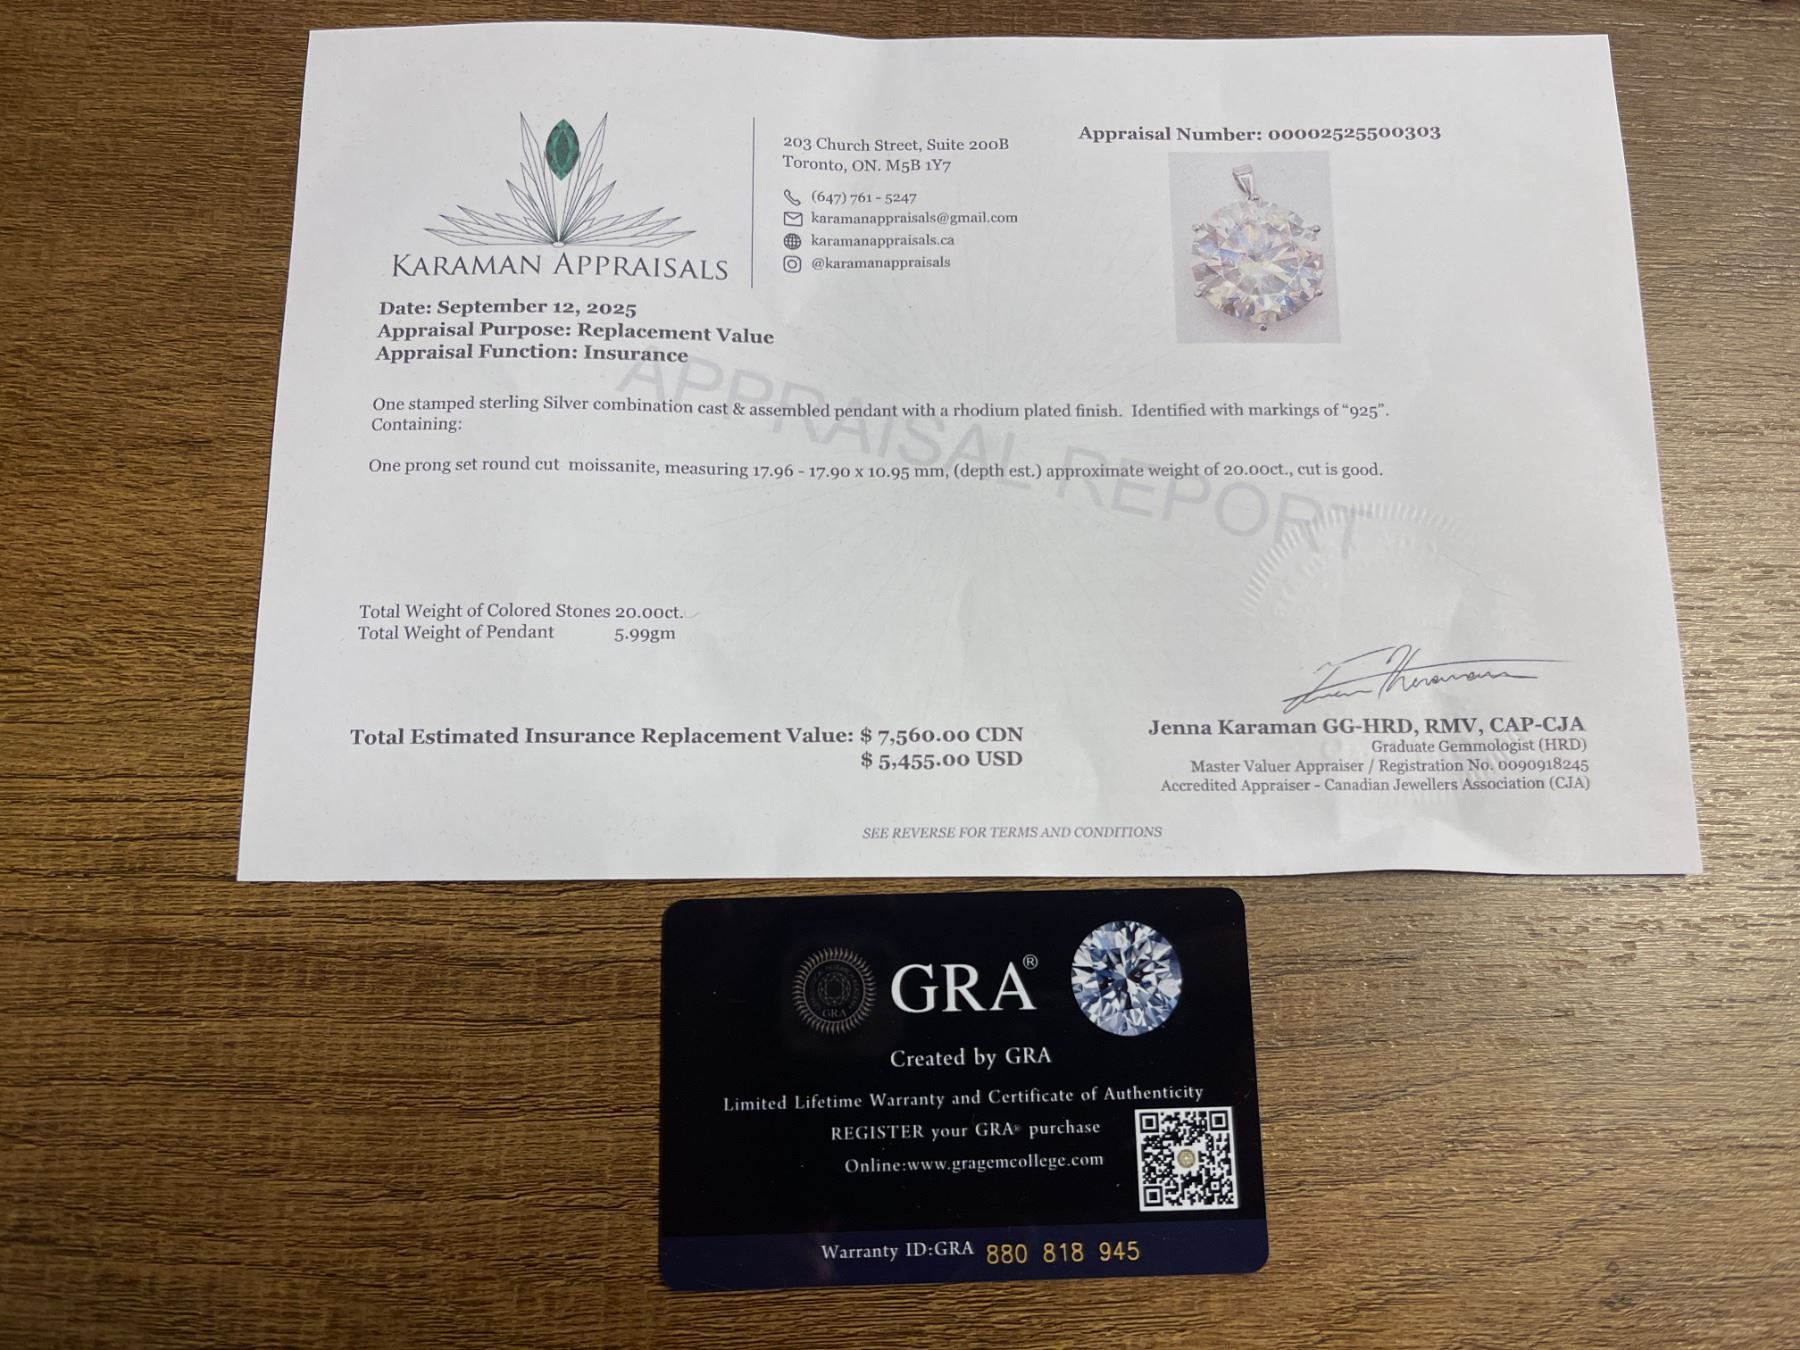 KARAMAN APPRAISALS
203 Church Street, Suite 200B
Toronto, ON. M5B 1Y7
(647) 761 - 5247
karamanappraisals@gmail.com
karamanappraisals.ca
@karamanappraisals
Appraisal Number: 00002525500303
Date: September 12, 2025
Appraisal Purpose: Replacement Value
Appraisal Function: Insurance
APPRAISAL REPORT
One stamped sterling Silver combination cast & assembled pendant with a rhodium plated finish. Identified with markings of "925".
Containing:
One prong set round cut moissanite, measuring 17.96 - 17.90 x 10.95 mm, (depth est.) approximate weight of 20.00ct., cut is good.
Total Weight of Colored Stones 20.00ct.
Total Weight of Pendant 5.99gm
Total Estimated Insurance Replacement Value: $ 7,560.00 CDN
$ 5,455.00 USD
Jenna Karaman GG-HRD, RMV, CAP-CJA
Graduate Gemmologist (HRD)
Master Valuer Appraiser / Registration No. 0090918245
Accredited Appraiser - Canadian Jewellers Association (CJA)
SEE REVERSE FOR TERMS AND CONDITIONS
GRA
GRA®
Created by GRA
Limited Lifetime Warranty and Certificate of Authenticity
REGISTER your GRA® purchase
Online:www.gragemcollege.com
Warranty ID:GRA 880 818 945